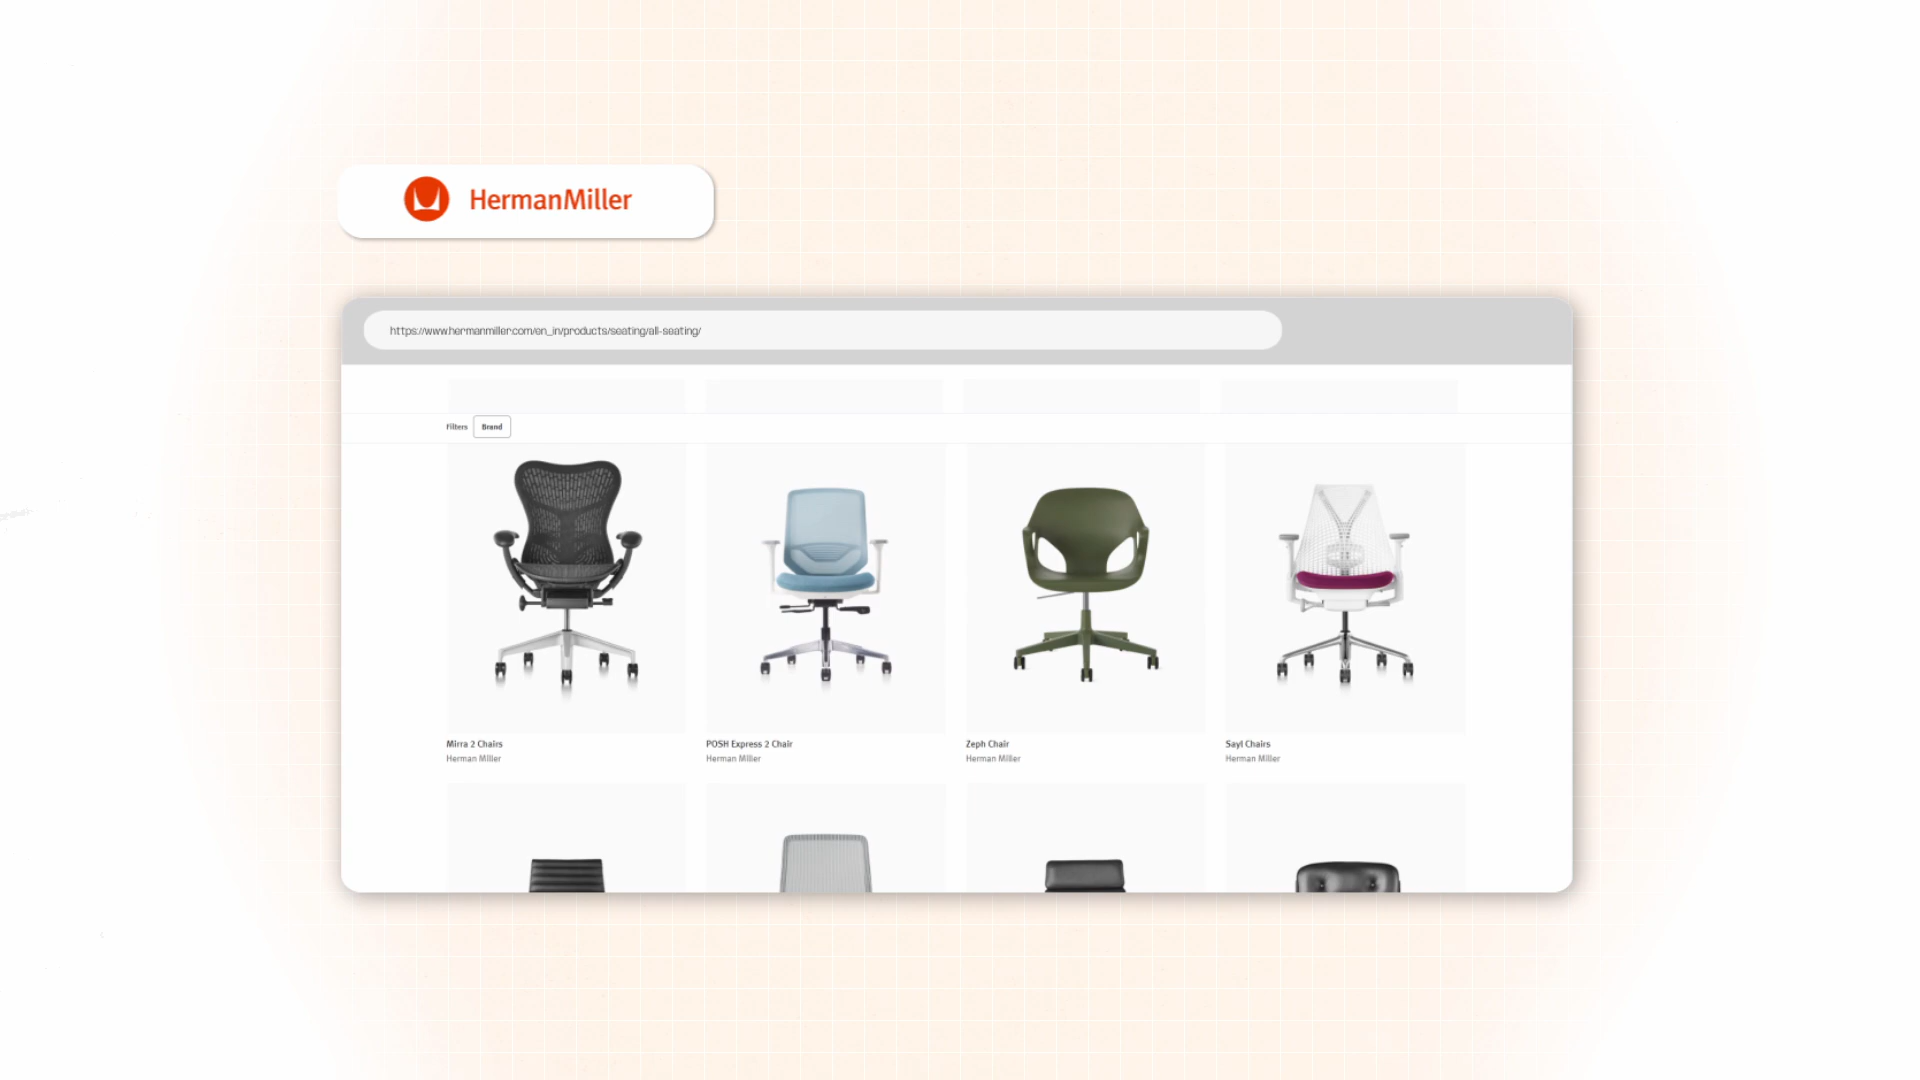 HermanMiller
https://www.hermanmiller.com/en_in/products/seating/all-seating/
Filters Brand
Mirra 2 Chairs
Herman Miller
POSH Express 2 Chair
Herman Miller
Zeph Chair
Herman Miller
Sayl Chairs
Herman Miller